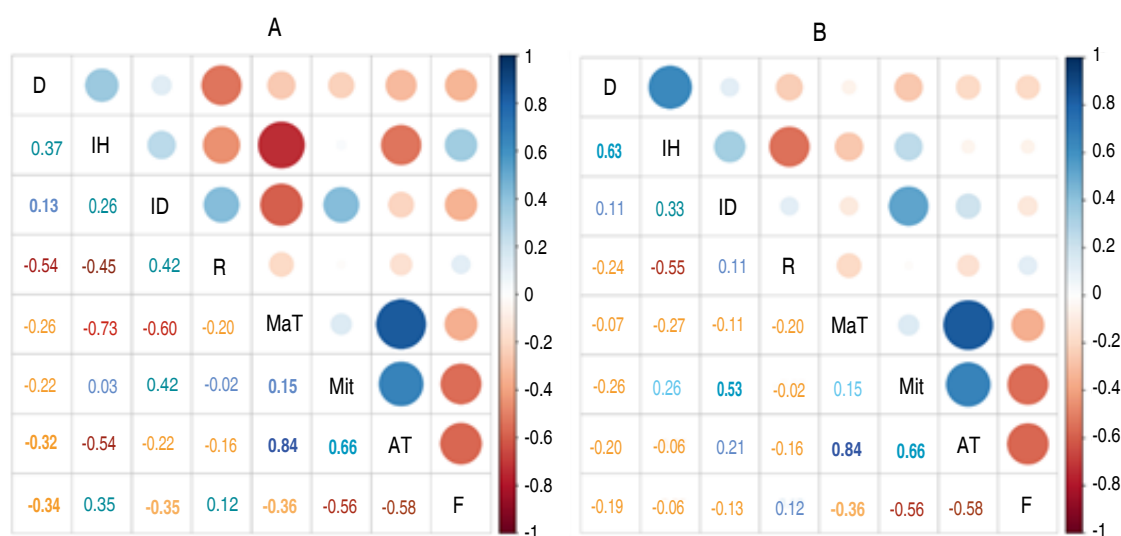 A
B
D
1
0.8
0.37 IH
0.6
0.13 0.26 ID
0.4
0.2
-0.54 -0.45 0.42 R
0
-0.26 -0.73 -0.60 -0.20 MaT
-0.2
-0.22 0.03 0.42 -0.02 0.15 Mit
-0.4
-0.32 -0.54 -0.22 -0.16 0.84 0.66 AT
-0.6
-0.8
-0.34 0.35 -0.35 0.12 -0.36 -0.56 -0.58 F
-1
D
1
0.8
0.63 IH
0.6
0.11 0.33 ID
0.4
0.2
-0.24 -0.55 0.11 R
0
-0.07 -0.27 -0.11 -0.20 MaT
-0.2
-0.26 0.26 0.53 -0.02 0.15 Mit
-0.4
-0.20 -0.06 0.21 -0.16 0.84 0.66 AT
-0.6
-0.8
-0.19 -0.06 -0.13 0.12 -0.36 -0.56 -0.58 F
-1